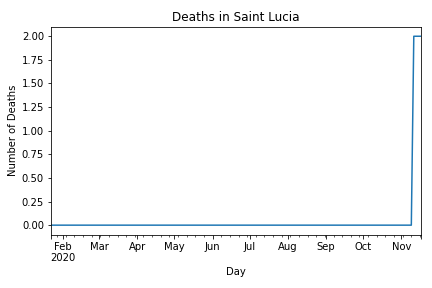 Deaths in Saint Lucia
Number of Deaths
2.00
1.75
1.50
1.25
1.00
0.75
0.50
0.25
0.00
Feb Mar Apr May Jun Jul Aug Sep Oct Nov
2020
Day